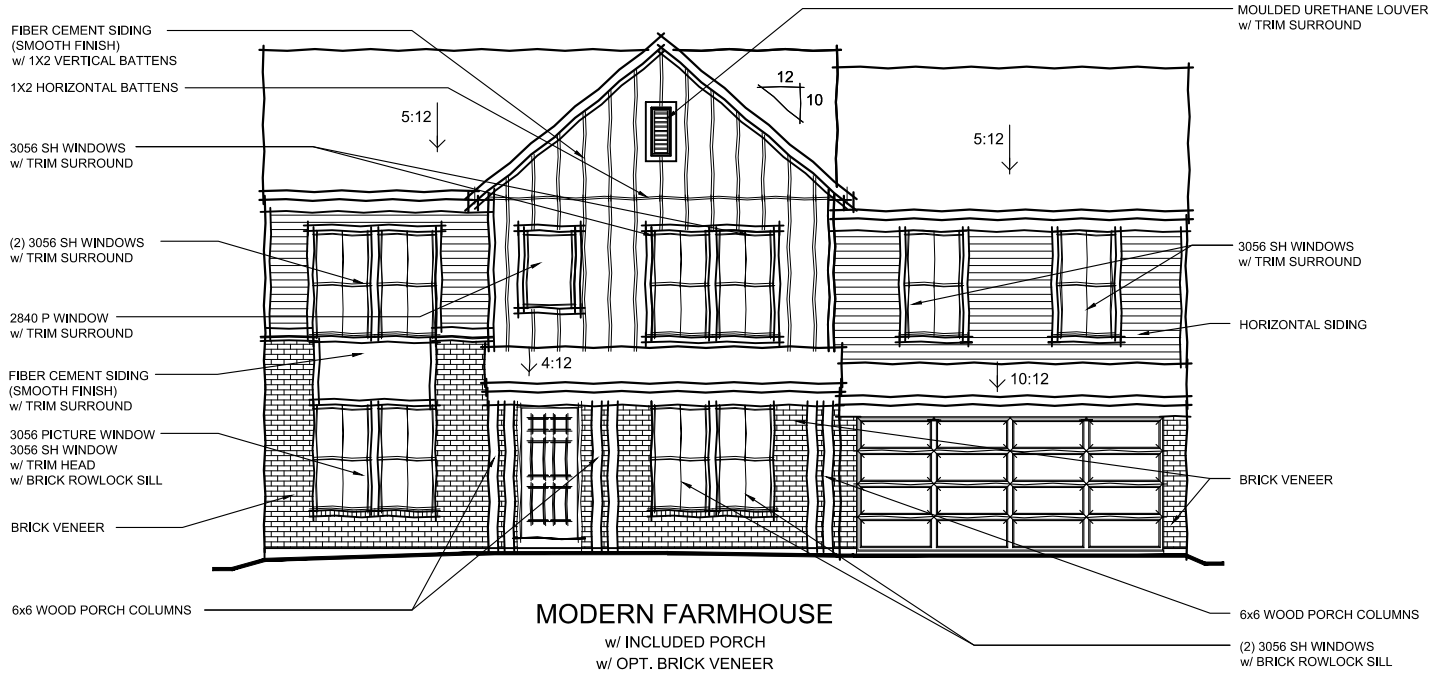 FIBER CEMENT SIDING
(SMOOTH FINISH)
w/ 1X2 VERTICAL BATTENS
1X2 HORIZONTAL BATTENS
3056 SH WINDOWS
w/ TRIM SURROUND
(2) 3056 SH WINDOWS
w/ TRIM SURROUND
2840 P WINDOW
w/ TRIM SURROUND
FIBER CEMENT SIDING
(SMOOTH FINISH)
w/ TRIM SURROUND
3056 PICTURE WINDOW
3056 SH WINDOW
w/ TRIM HEAD
w/ BRICK ROWLOCK SILL
BRICK VENEER
6x6 WOOD PORCH COLUMNS
5:12
12
10
5:12
4:12
10:12
MOULDED URETHANE LOUVER
w/ TRIM SURROUND
3056 SH WINDOWS
w/ TRIM SURROUND
HORIZONTAL SIDING
BRICK VENEER
6x6 WOOD PORCH COLUMNS
(2) 3056 SH WINDOWS
w/ BRICK ROWLOCK SILL
MODERN FARMHOUSE
w/ INCLUDED PORCH
w/ OPT. BRICK VENEER